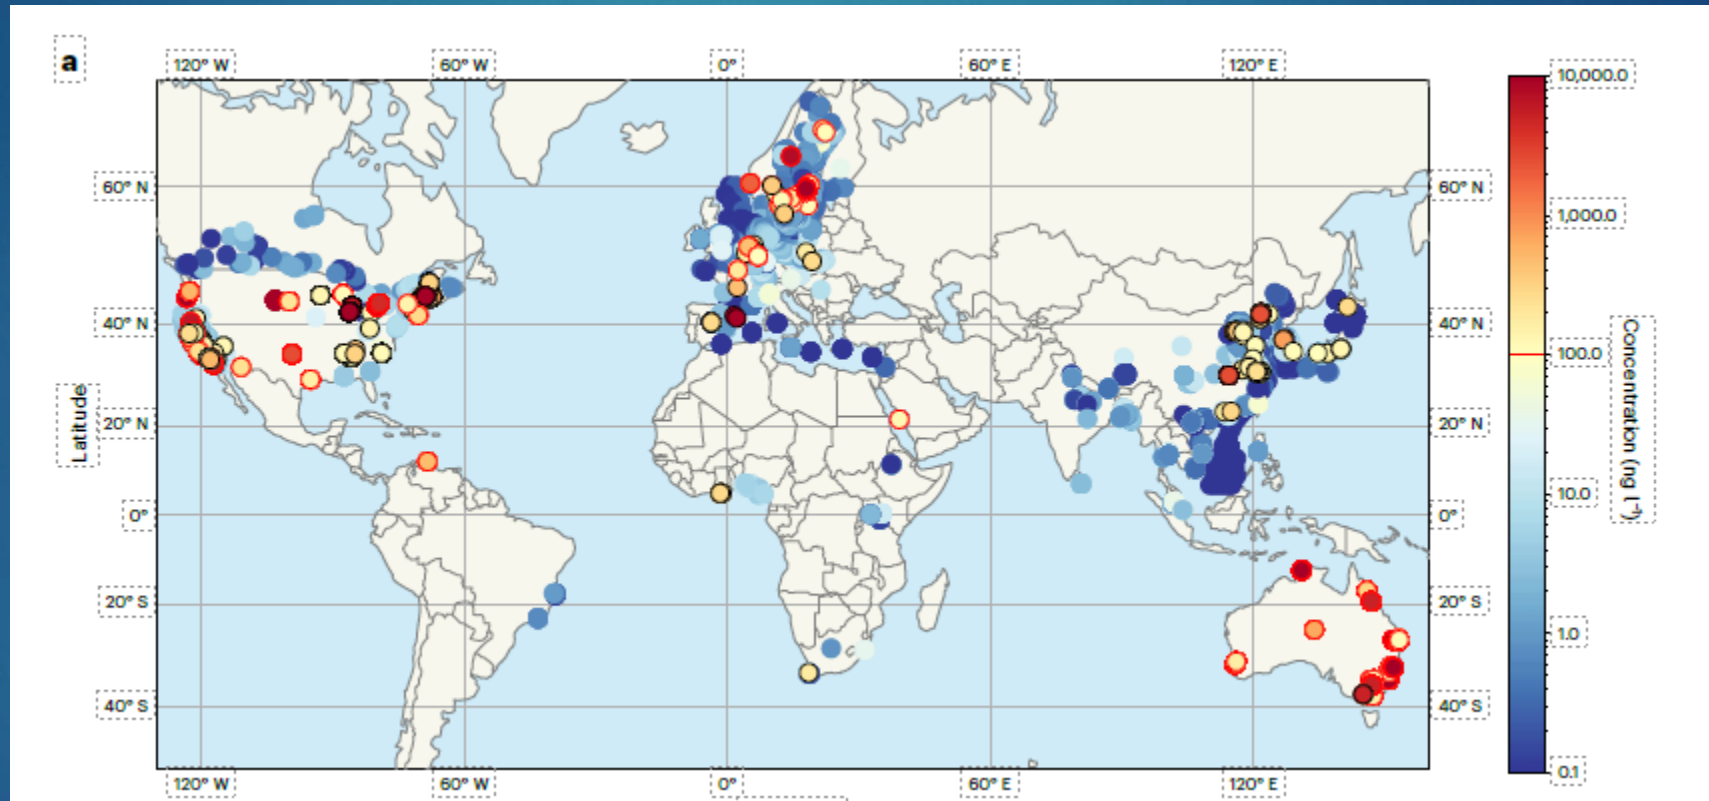 a
120° W 60° W 0° 60° E 120° E
10,000.0
60° N 60° N
1,000.0
40° N 40° N
100.0
Latitude
Concentration (ng l⁻¹)
20° N 20° N
10.0
0° 0°
20° S 20° S
1.0
40° S 40° S
0.1
120° W 60° W 0° 60° E 120° E